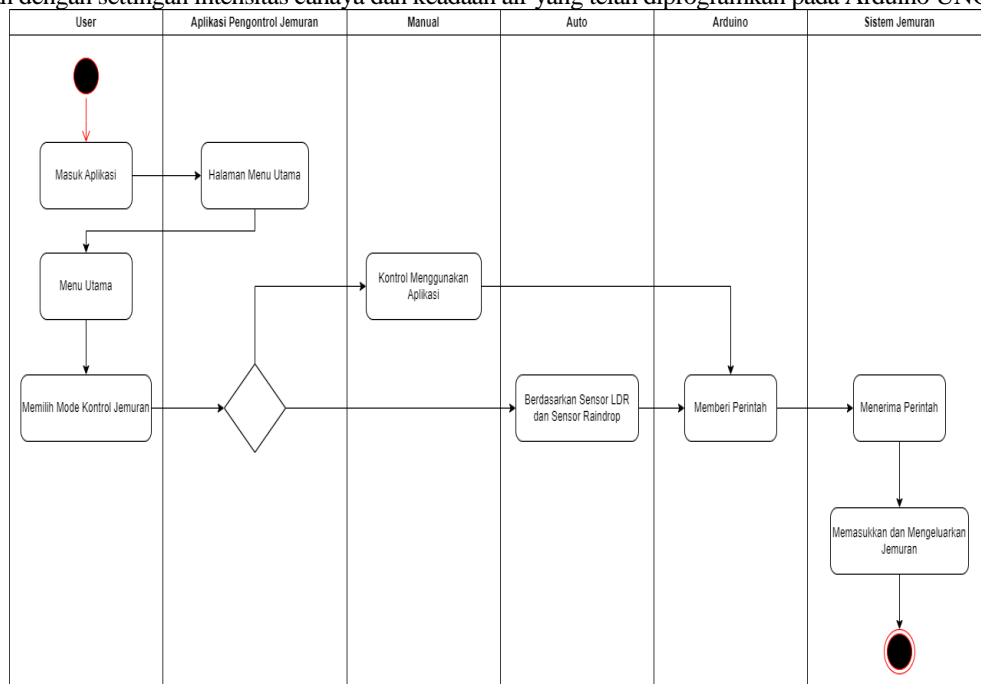 dengan settingan intensitas cahaya dan keadaan air yang telah diprogramkan pada Arduino UNO
User
Aplikasi Pengontrol Jemuran
Manual
Auto
Arduino
Sistem Jemuran
Masuk Aplikasi
Halaman Menu Utama
Menu Utama
Kontrol Menggunakan
Aplikasi
Memilih Mode Kontrol Jemuran
Berdasarkan Sensor LDR
dan Sensor Raindrop
Memberi Perintah
Menerima Perintah
Memasukkan dan Mengeluarkan
Jemuran